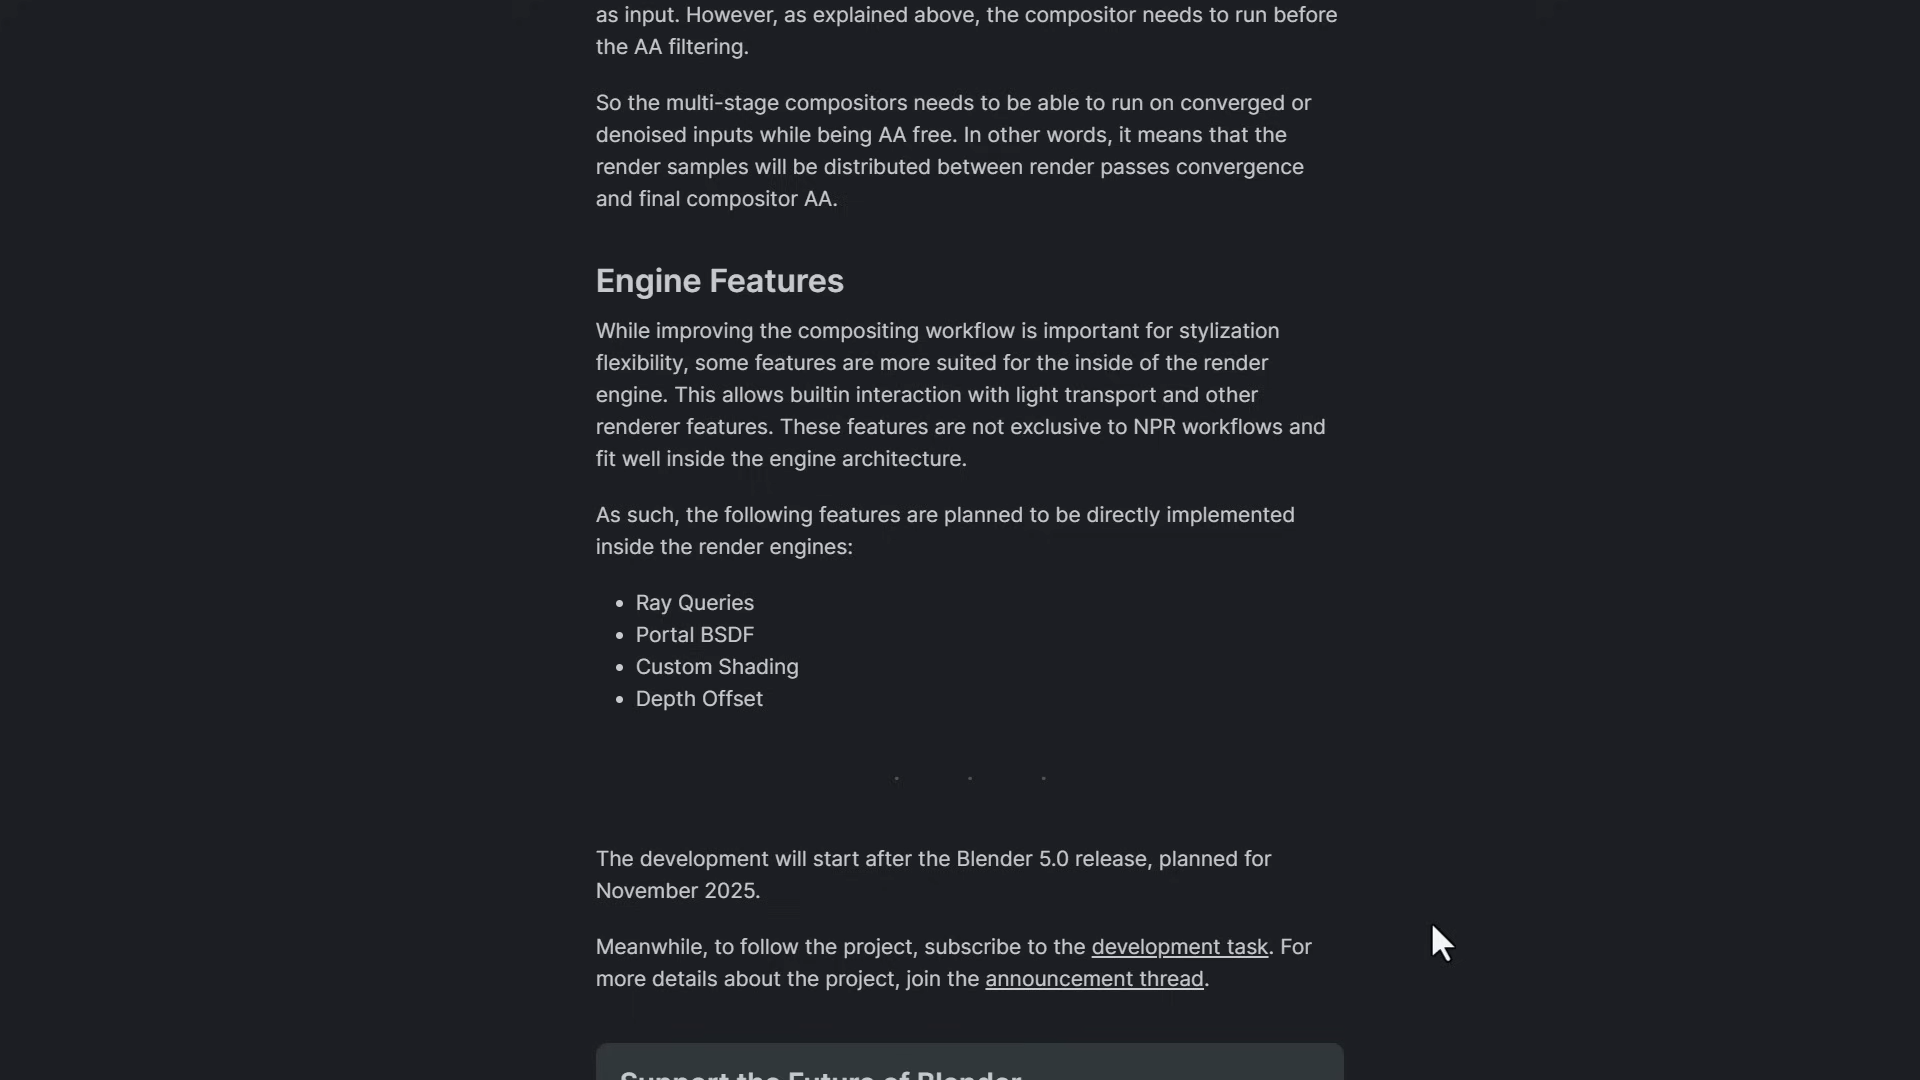 as input. However, as explained above, the compositor needs to run before
the AA filtering.
So the multi-stage compositors needs to be able to run on converged or
denoised inputs while being AA free. In other words, it means that the
render samples will be distributed between render passes convergence
and final compositor AA.
Engine Features
While improving the compositing workflow is important for stylization
flexibility, some features are more suited for the inside of the render
engine. This allows builtin interaction with light transport and other
renderer features. These features are not exclusive to NPR workflows and
fit well inside the engine architecture.
As such, the following features are planned to be directly implemented
inside the render engines:
• Ray Queries
• Portal BSDF
• Custom Shading
• Depth Offset
. . .
The development will start after the Blender 5.0 release, planned for
November 2025.
Meanwhile, to follow the project, subscribe to the development task. For
more details about the project, join the announcement thread.
Support the Future of Blender